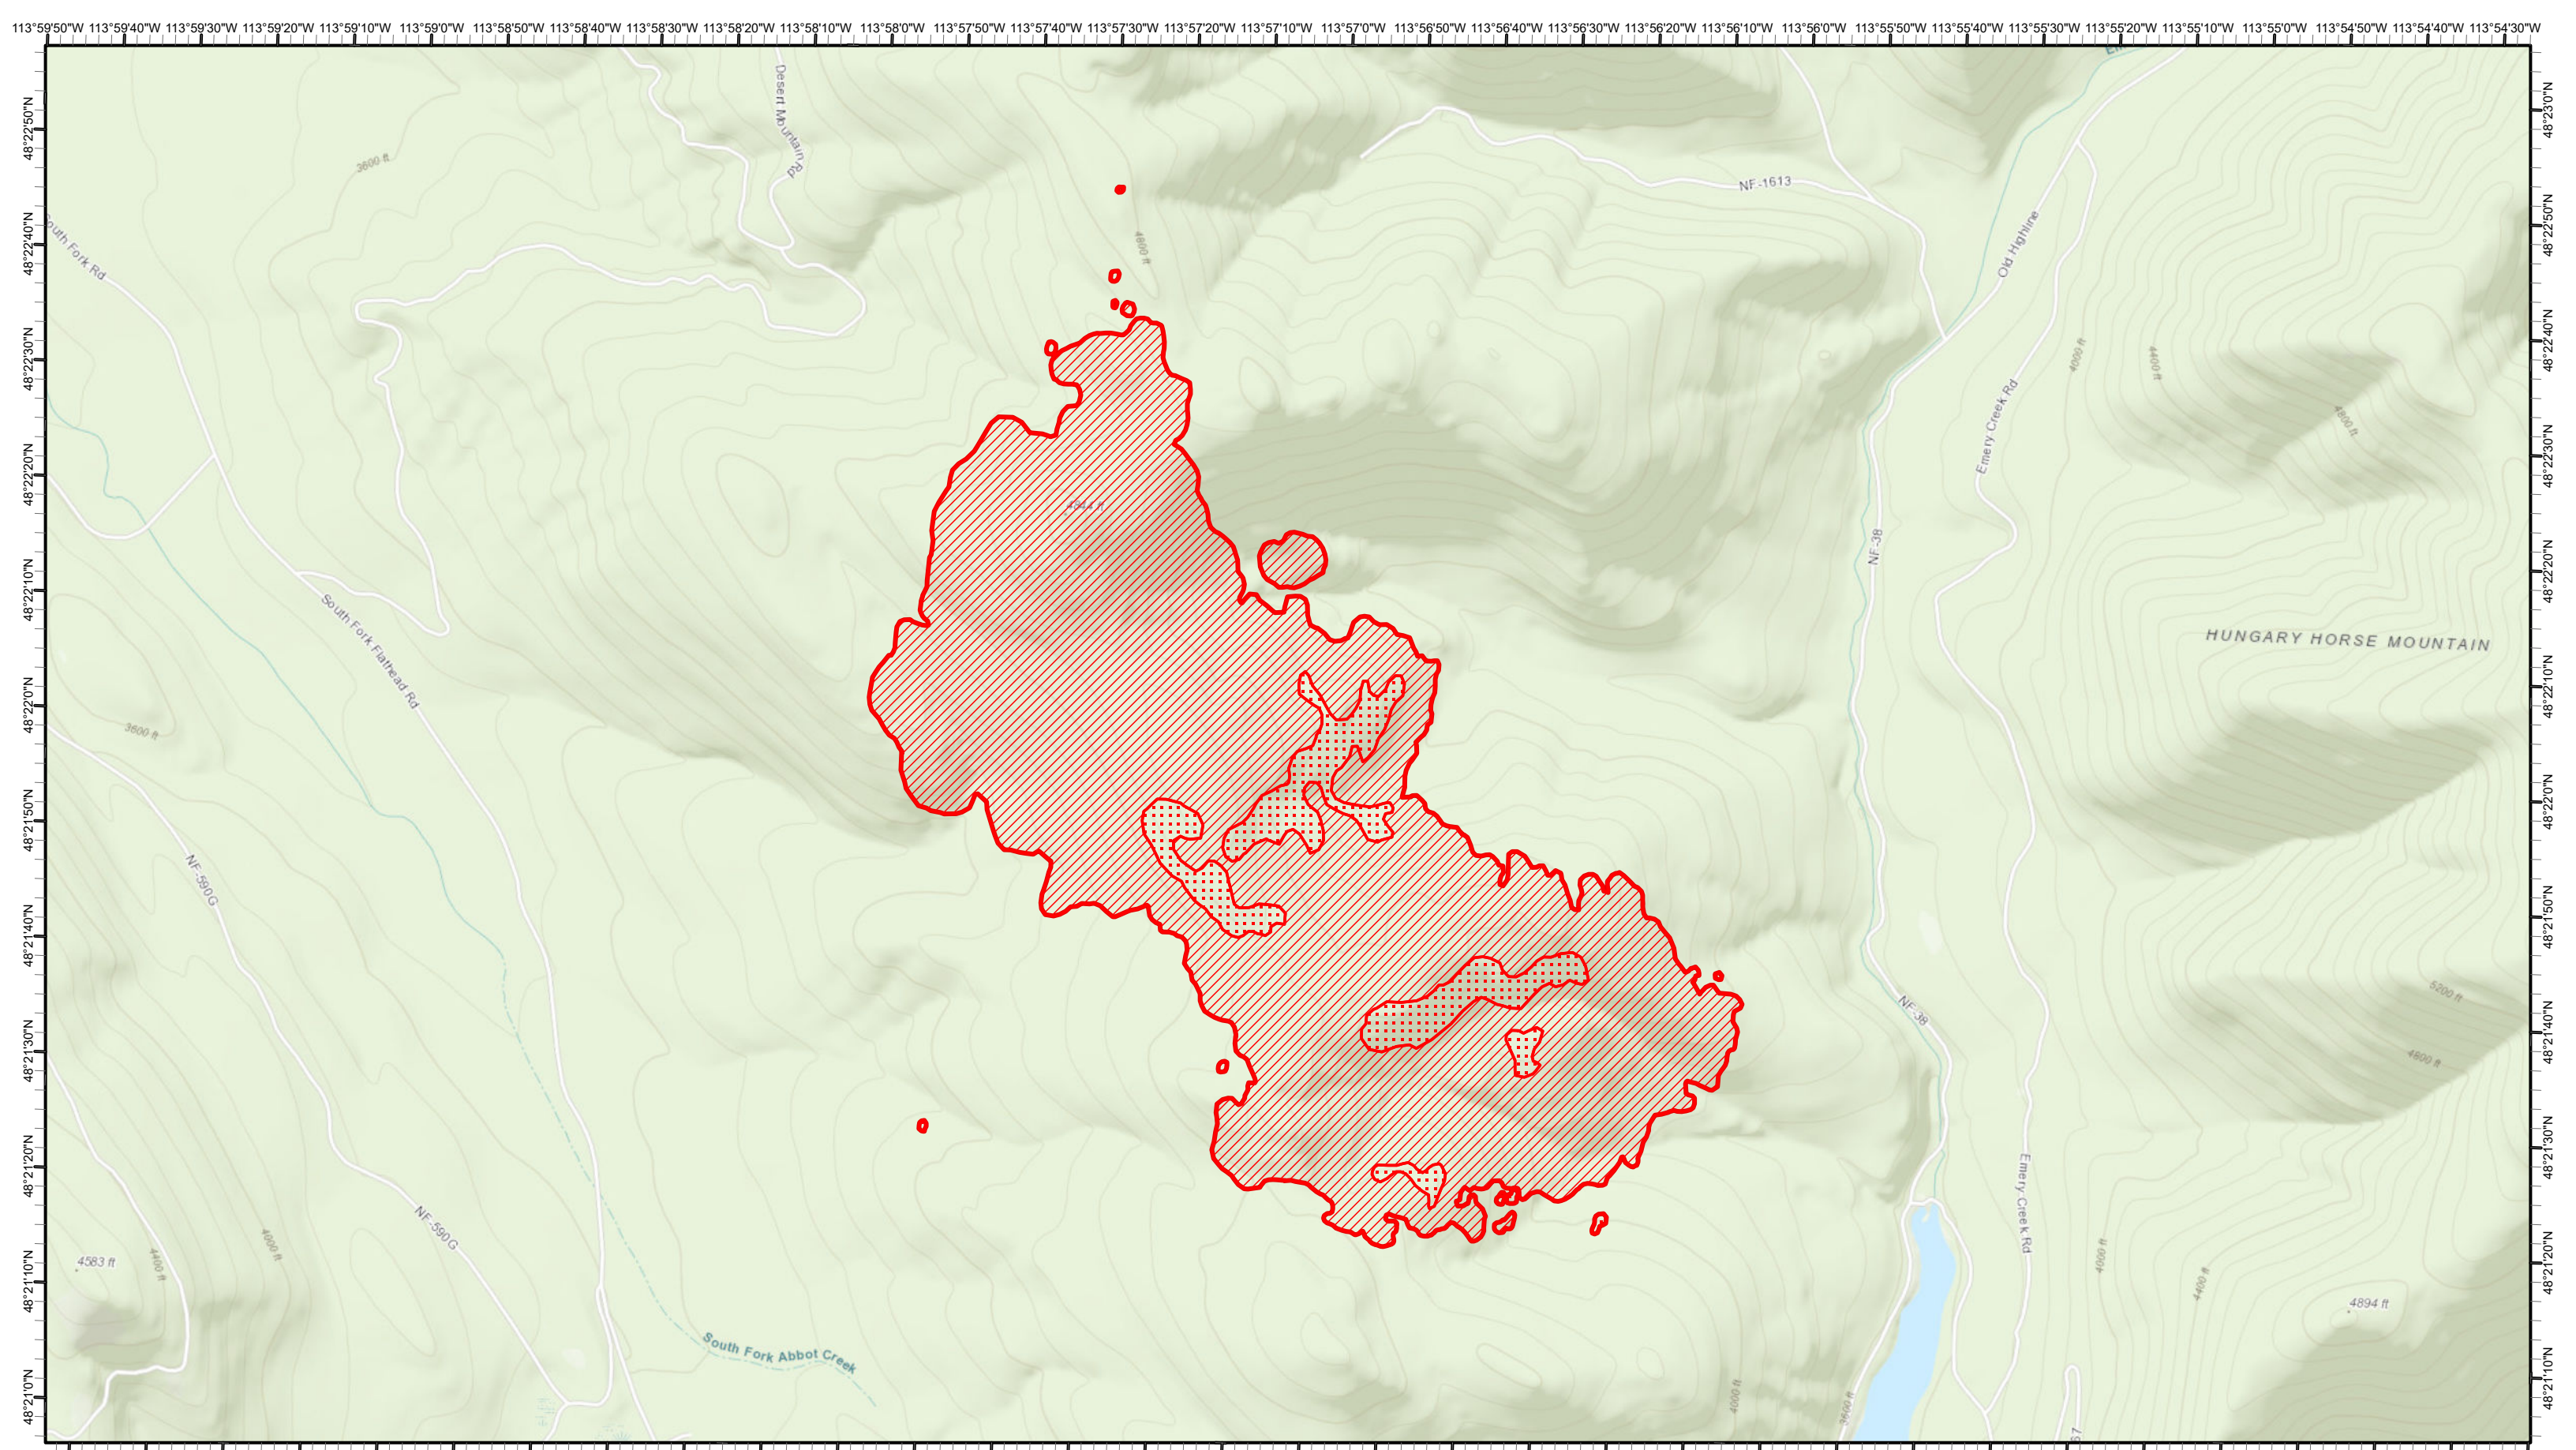 113°59'50"W 113°59'40"W 113°59'30"W 113°59'20"W 113°59'10"W 113°59'0"W 113°58'50"W 113°58'40"W 113°58'30"W 113°58'20"W 113°58'10"W 113°58'0"W 113°57'50"W 113°57'40"W 113°57'30"W 113°57'20"W 113°57'10"W 113°57'0"W 113°56'50"W 113°56'40"W 113°56'30"W 113°56'20"W 113°56'10"W 113°56'0"W 113°55'50"W 113°55'40"W 113°55'30"W 113°55'20"W 113°55'10"W 113°55'0"W 113°54'50"W 113°54'40"W 113°54'30"W
48°22'50"N
48°22'40"N
48°22'30"N
48°22'20"N
48°22'10"N
48°22'0"N
48°21'50"N
48°21'40"N
48°21'30"N
48°21'20"N
48°21'10"N
48°21'0"N
48°23'0"N
48°22'50"N
48°22'40"N
48°22'30"N
48°22'20"N
48°22'10"N
48°22'0"N
48°21'50"N
48°21'40"N
48°21'30"N
48°21'20"N
48°21'10"N
Desert Mountain Rd
3600 ft
South Fork Rd
4800 ft
NF-1613
Old Highline
4000 ft
4400 ft
4800 ft
Emery Creek Rd
4844 ft
NF-38
South Fork Flathead Rd
HUNGARY HORSE MOUNTAIN
3600 ft
NF-590G
5200 ft
NF-38
4800 ft
NF-590G
Emery Creek Rd
4000 ft
4583 ft
4400 ft
4000 ft
4400 ft
4894 ft
South Fork Abbot Creek
4000 ft
3600 ft